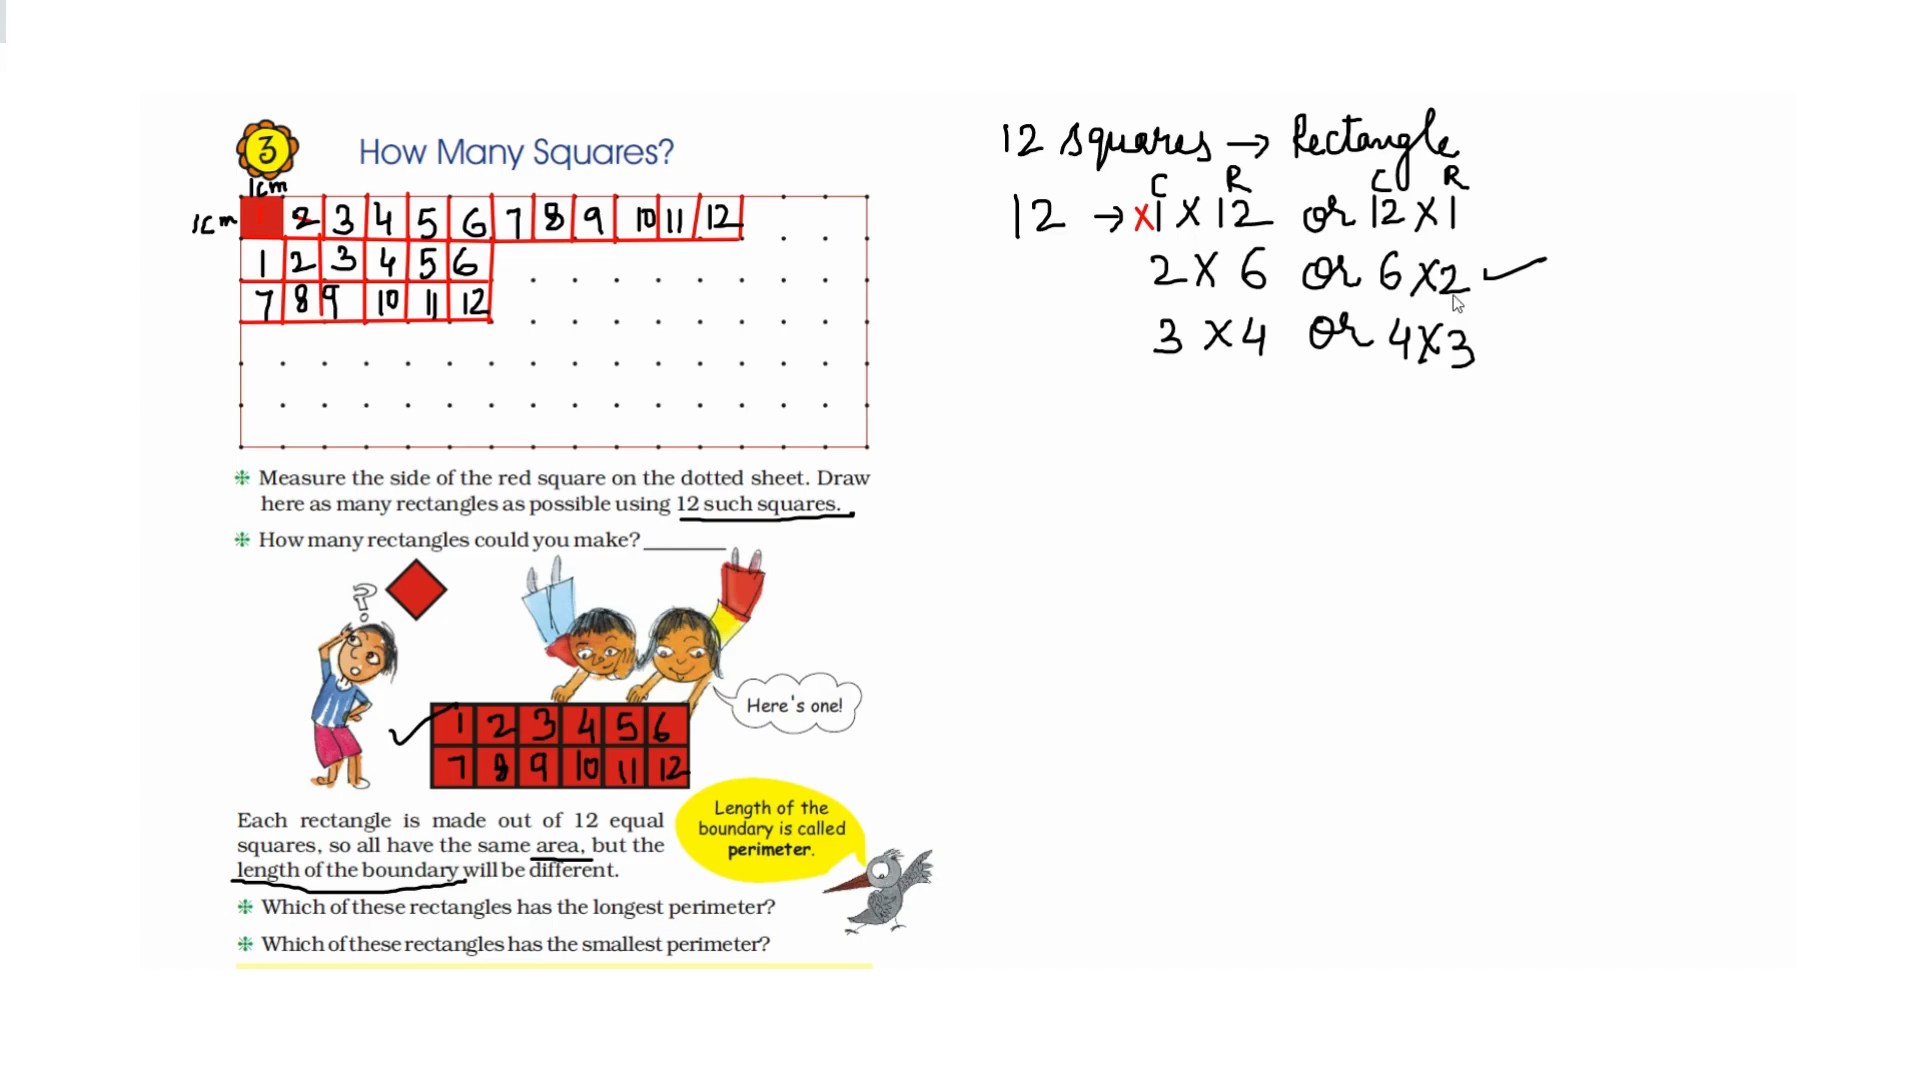 3
How Many Squares?
1cm
1cm 1 2 3 4 5 6 7 8 9 10 11 12
1 2 3 4 5 6
7 8 9 10 11 12
Measure the side of the red square on the dotted sheet. Draw
here as many rectangles as possible using 12 such squares.
How many rectangles could you make? ________
?
Here's one!
1 2 3 4 5 6
7 8 9 10 11 12
Each rectangle is made out of 12 equal
squares, so all have the same area, but the
length of the boundary will be different.
Length of the
boundary is called
perimeter.
Which of these rectangles has the longest perimeter?
Which of these rectangles has the smallest perimeter?
12 squares → Rectangle
C R C R
12 → x1 x 12 or 12 x 1
2 x 6 or 6 x 2 ✓
3 x 4 or 4 x 3